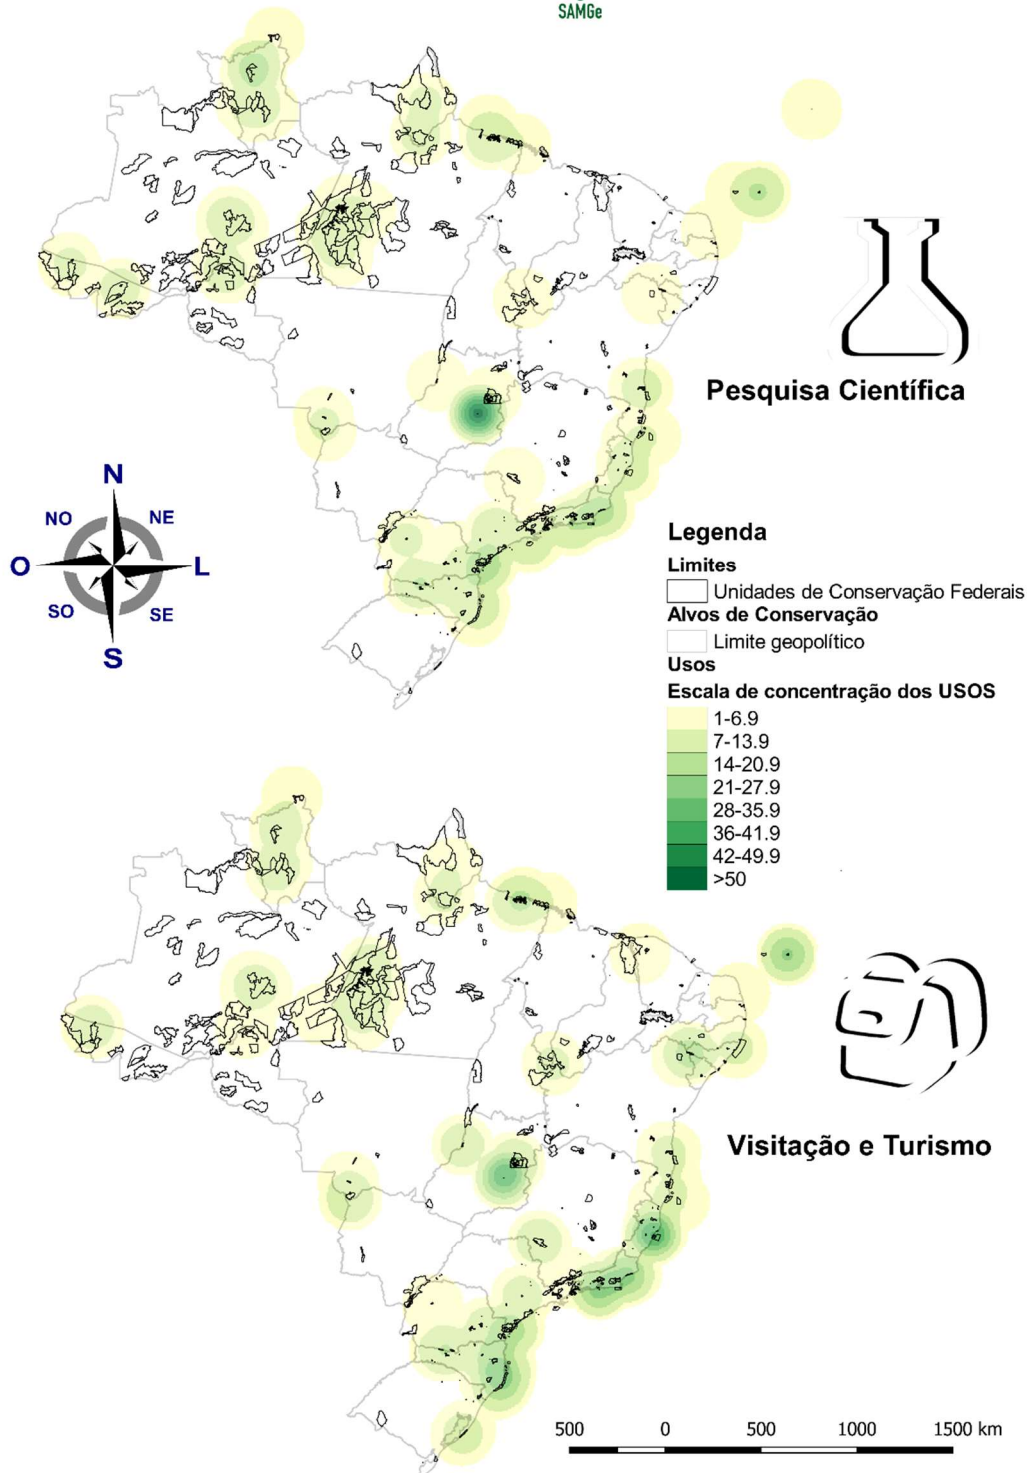 SAMGe
Pesquisa Científica
N
NO
NE
O
L
SO
SE
S
Legenda
Limites
Unidades de Conservação Federais
Alvos de Conservação
Limite geopolítico
Usos
Escala de concentração dos USOS
1-6.9
7-13.9
14-20.9
21-27.9
28-35.9
36-41.9
42-49.9
>50
Visitação e Turismo
500 0 500 1000 1500 km